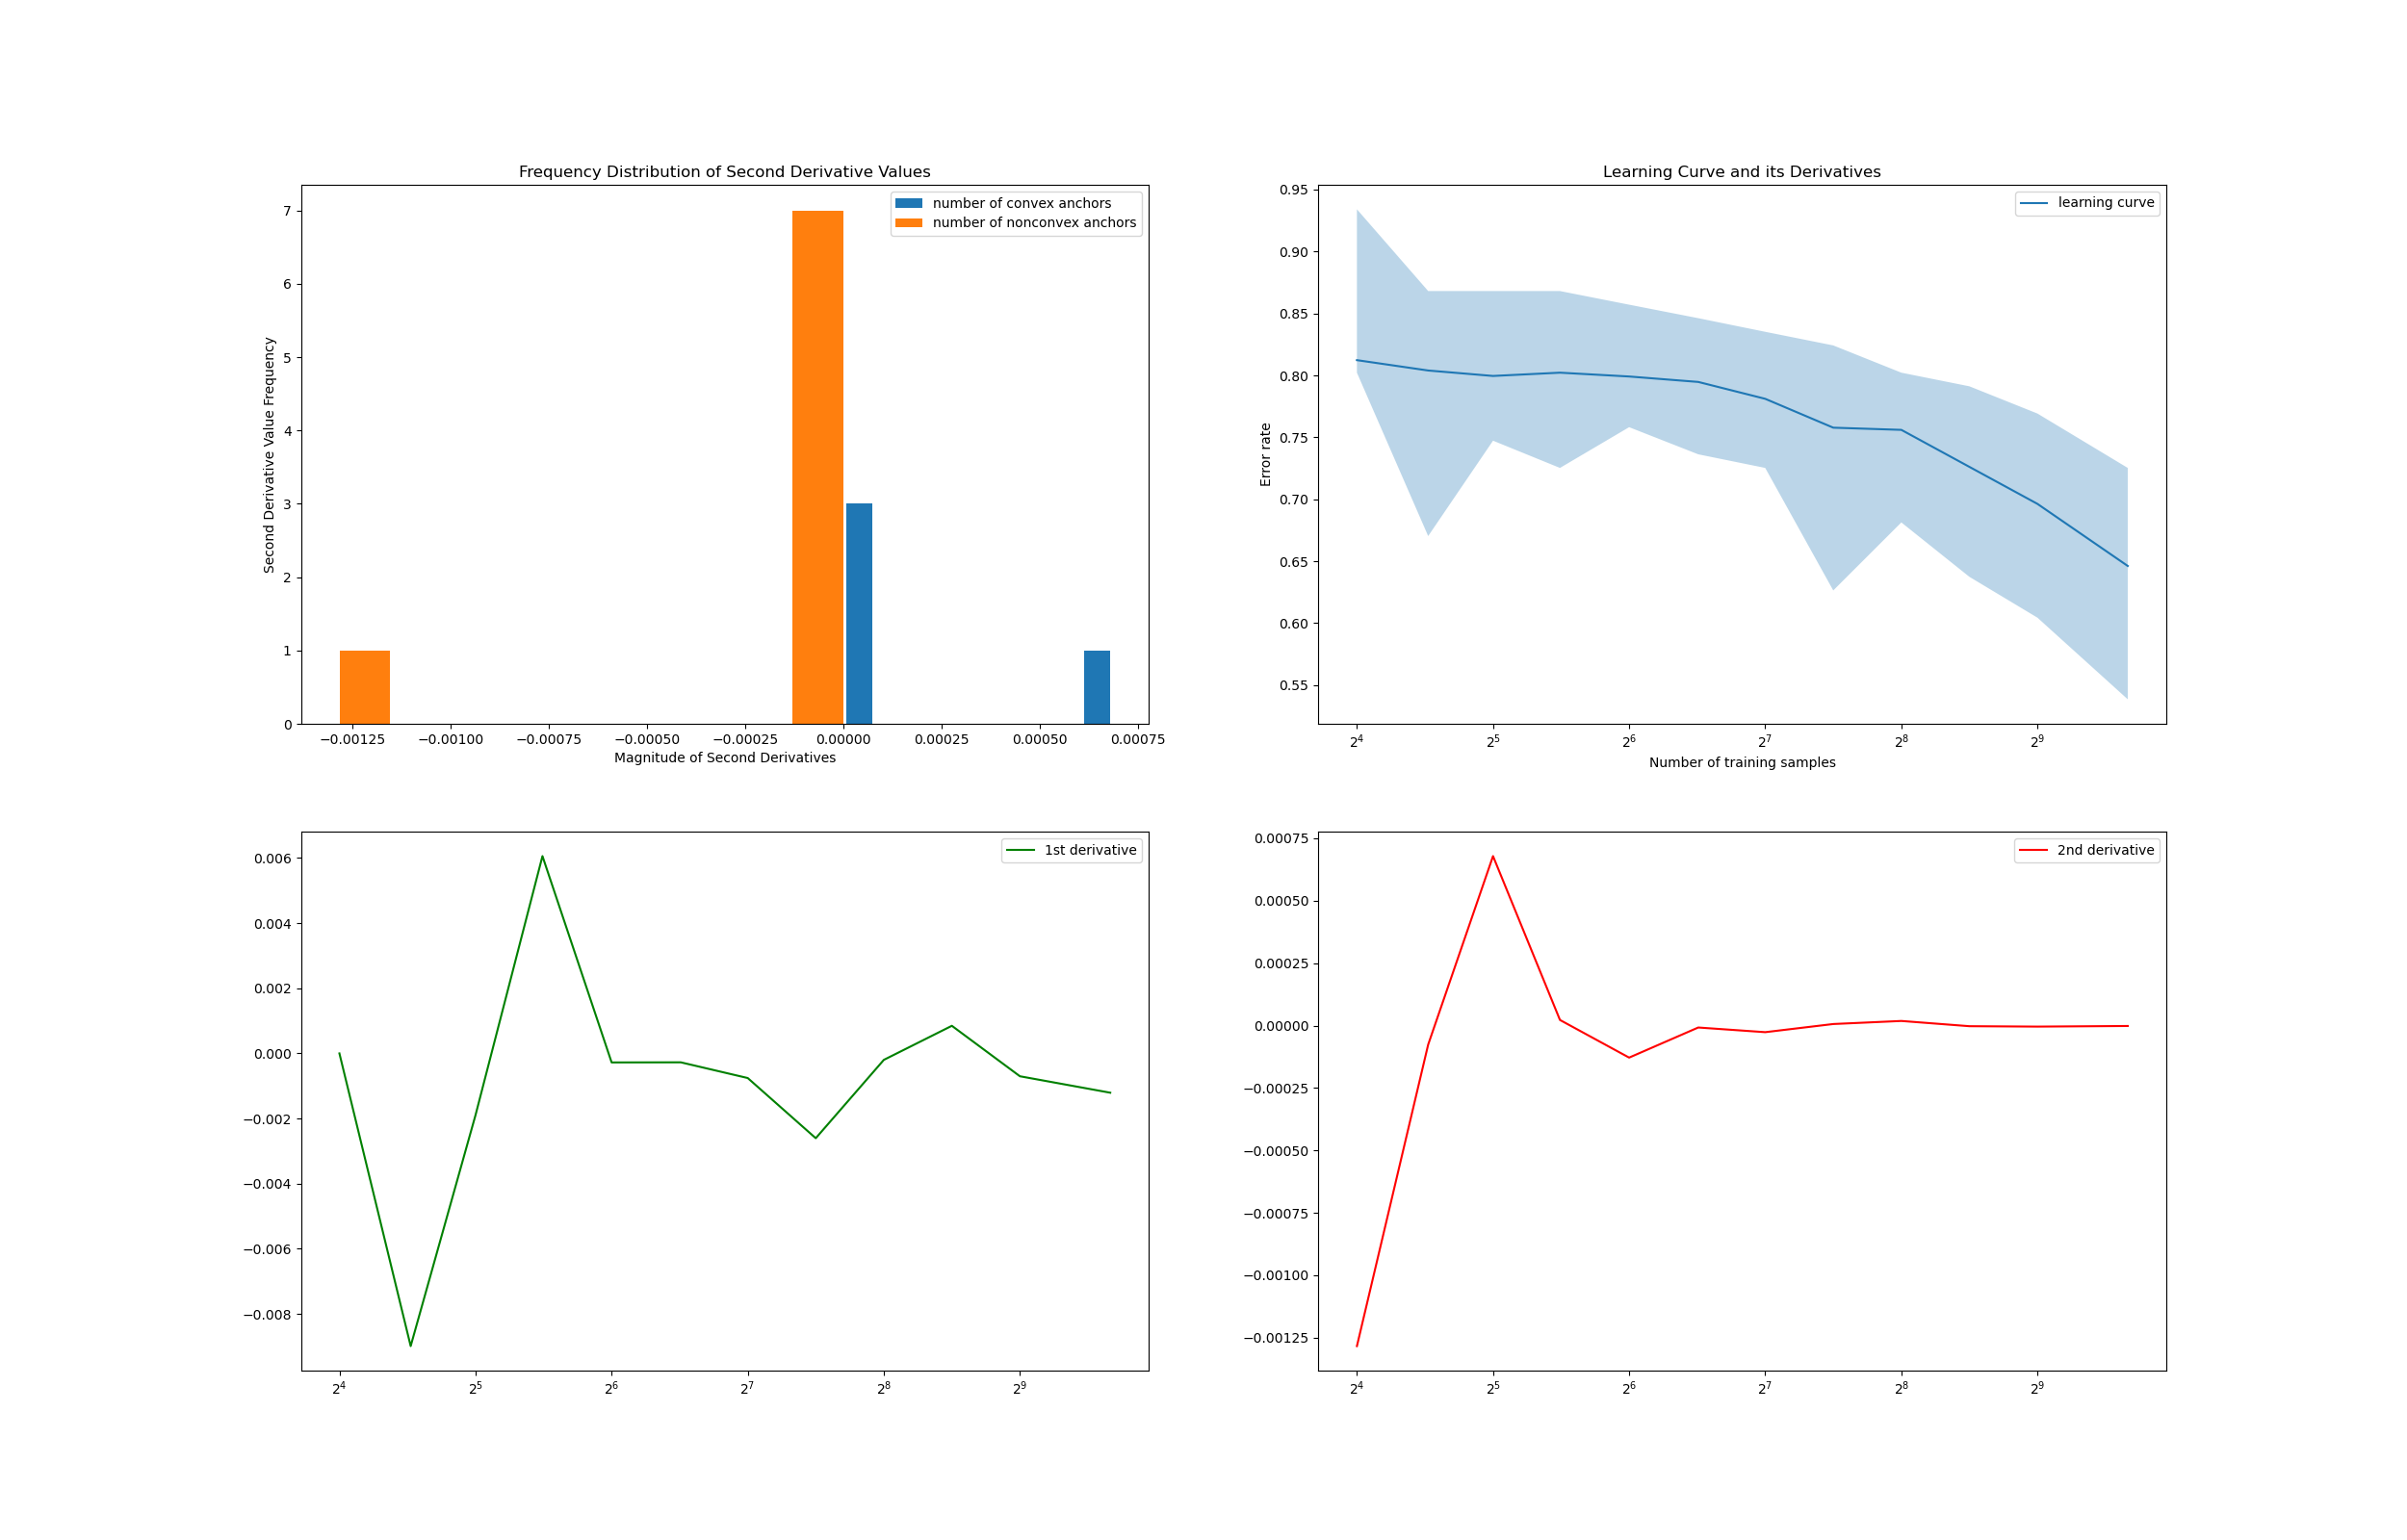 Frequency Distribution of Second Derivative Values
number of convex anchors
number of nonconvex anchors
Second Derivative Value Frequency
7
6
5
4
3
2
1
0
−0.00125 −0.00100 −0.00075 −0.00050 −0.00025 0.00000 0.00025 0.00050 0.00075
Magnitude of Second Derivatives
Learning Curve and its Derivatives
learning curve
Error rate
0.95
0.90
0.85
0.80
0.75
0.70
0.65
0.60
0.55
2⁴ 2⁵ 2⁶ 2⁷ 2⁸ 2⁹
Number of training samples
1st derivative
0.006
0.004
0.002
0.000
−0.002
−0.004
−0.006
−0.008
2⁴ 2⁵ 2⁶ 2⁷ 2⁸ 2⁹
2nd derivative
0.00075
0.00050
0.00025
0.00000
−0.00025
−0.00050
−0.00075
−0.00100
−0.00125
2⁴ 2⁵ 2⁶ 2⁷ 2⁸ 2⁹